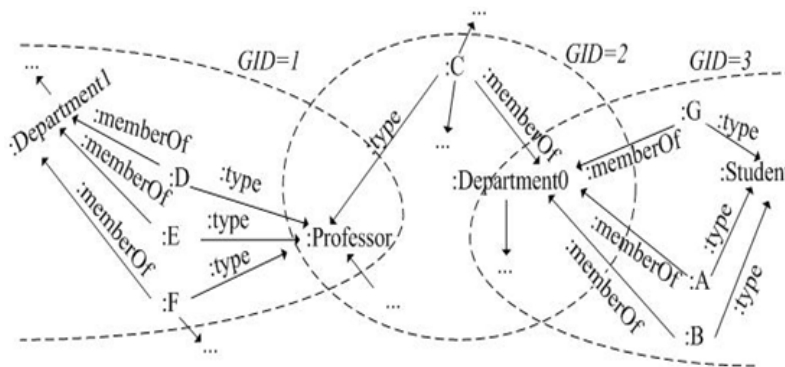 ...
GID=1
:C
GID=2
GID=3
...
:Department1
:memberOf
:type
:memberOf
:G
:type
...
:memberOf
:Student
:memberOf
:D
:type
:Department0
:memberOf
:E
:type
:Professor
:type
:memberOf
:type
...
:memberOf
:A
:type
:F
...
:memberOf
:B
...